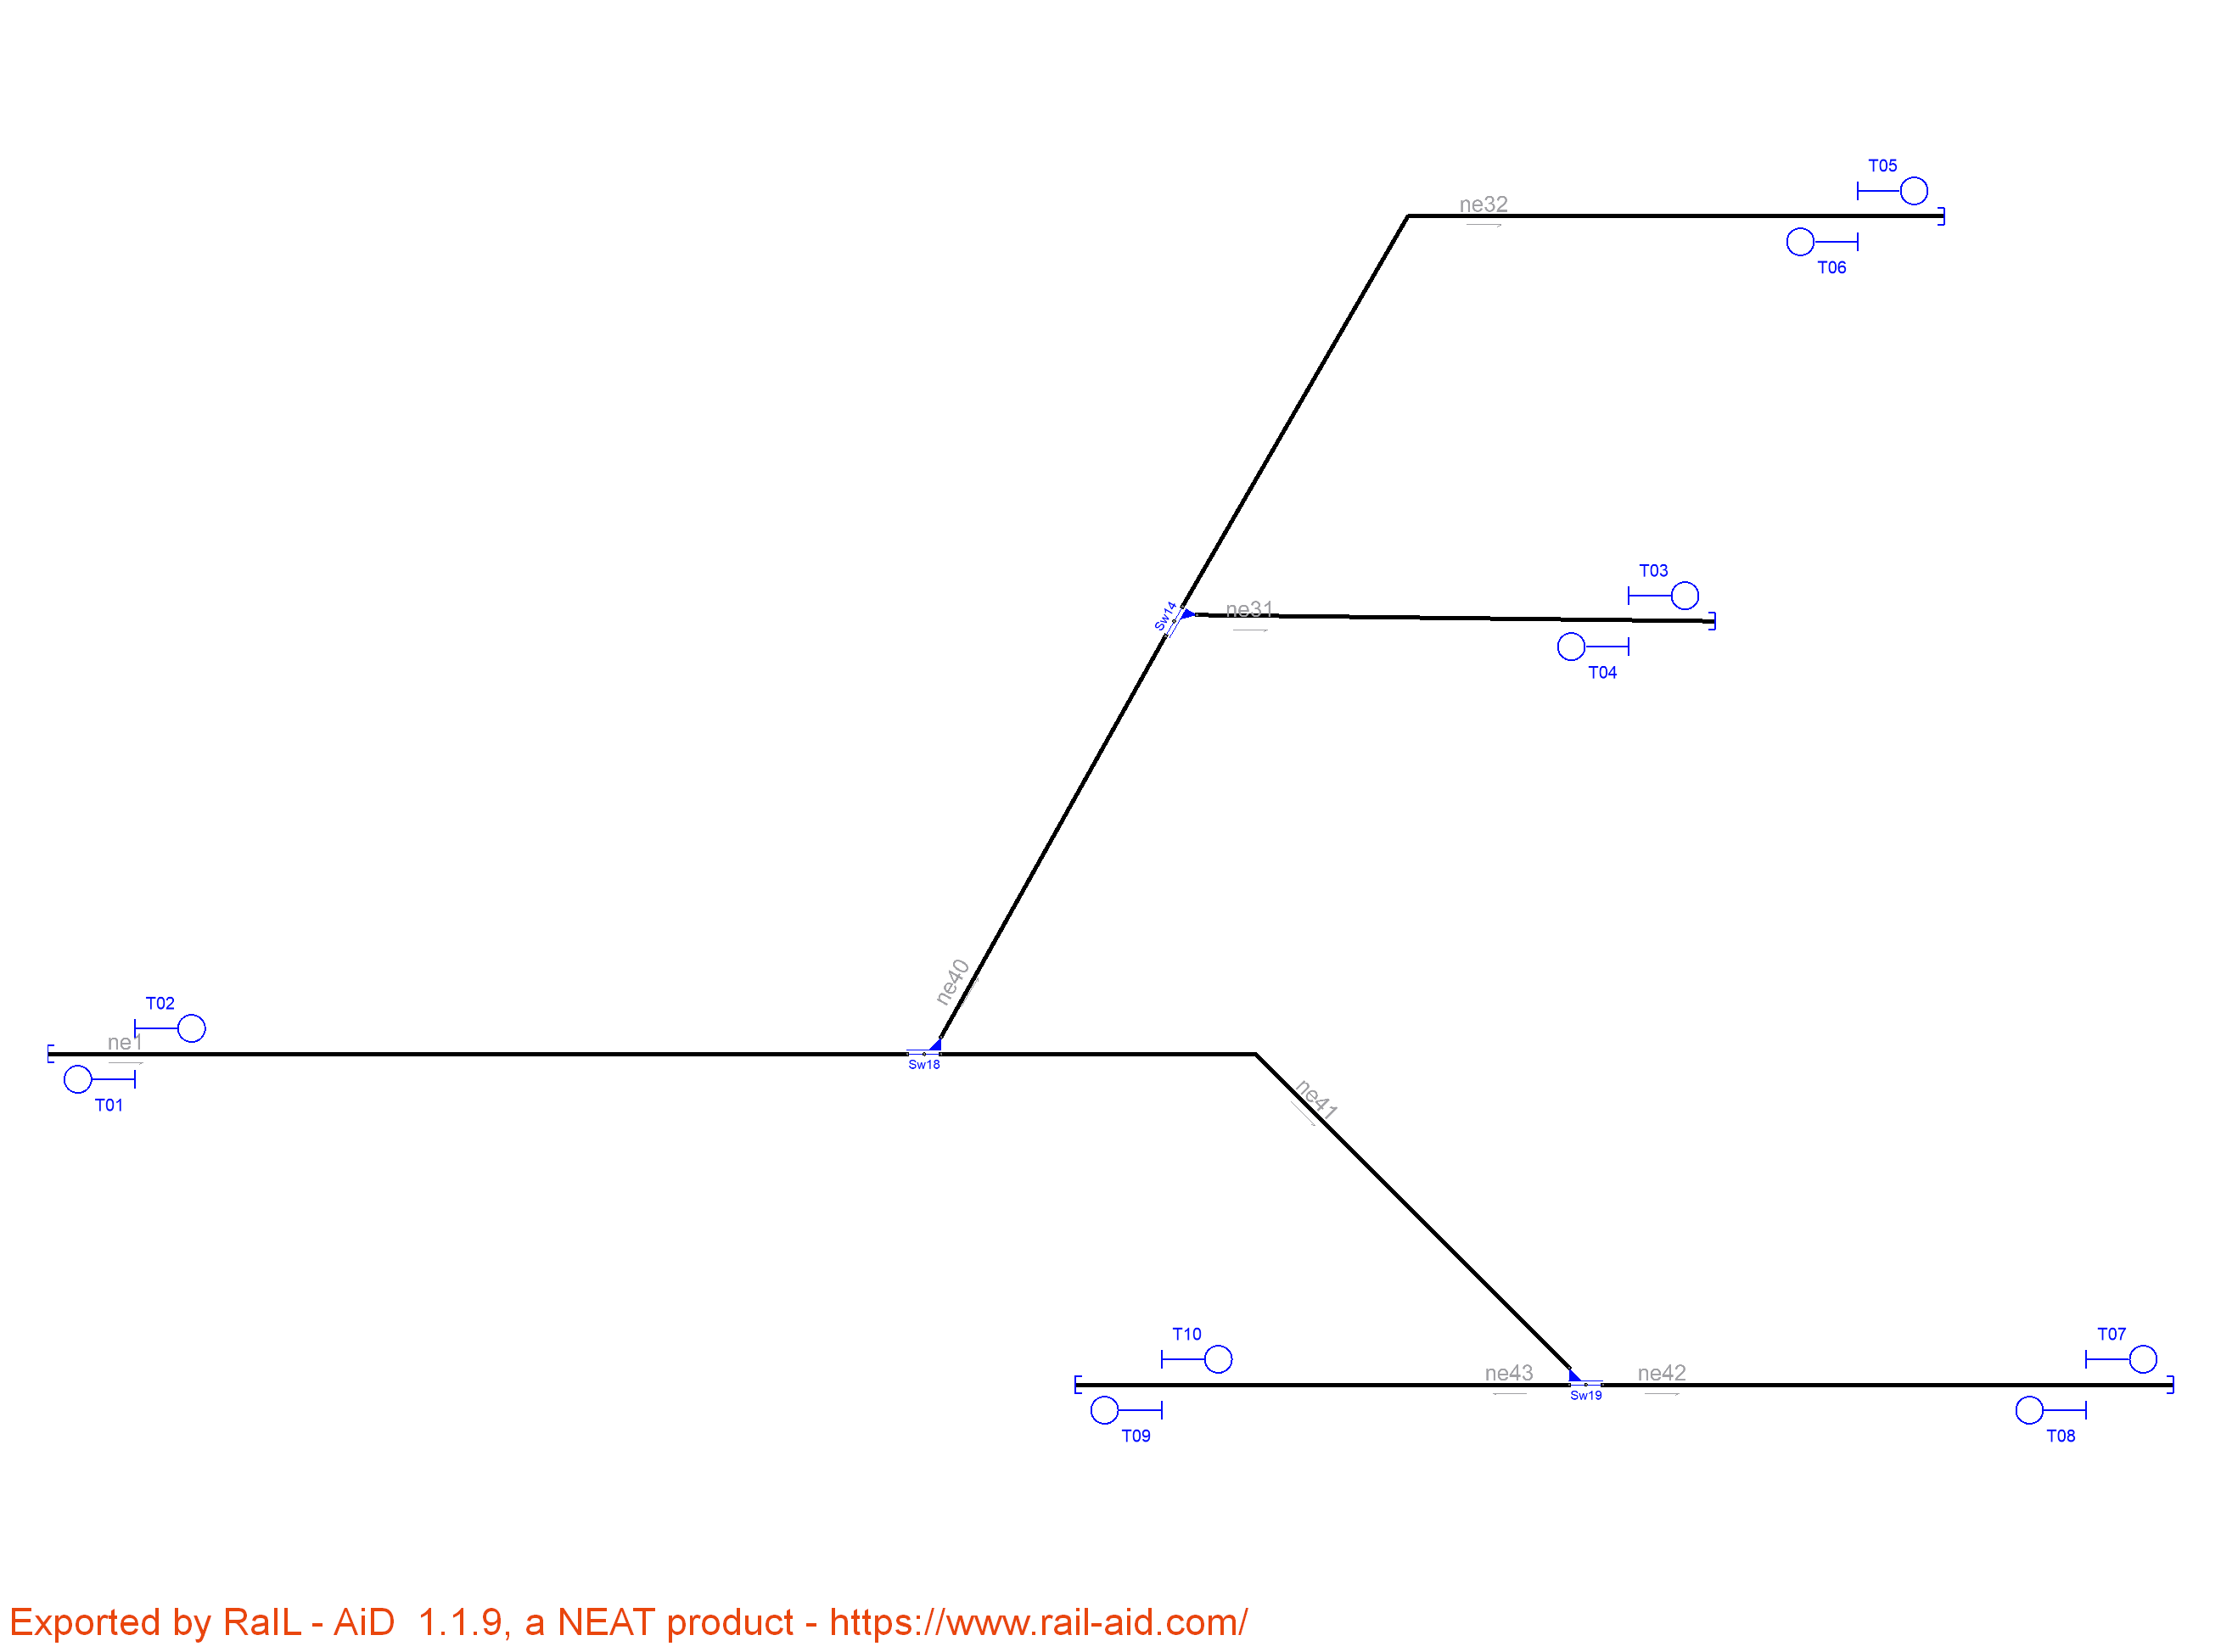 T05
ne32
T06
T03
Sw14
ne31
T04
ne40
T02
ne1
Sw18
T01
ne41
T10
T07
ne43
ne42
Sw19
T09
T08
Exported by RaIL - AiD  1.1.9, a NEAT product - https://www.rail-aid.com/